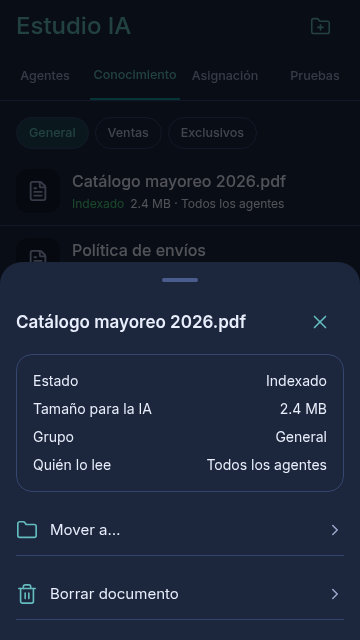 Estudio IA
Agentes Conocimiento Asignación Pruebas
General Ventas Exclusivos
Catálogo mayoreo 2026.pdf
Indexado 2.4 MB · Todos los agentes
Política de envíos
Catálogo mayoreo 2026.pdf
Estado Indexado
Tamaño para la IA 2.4 MB
Grupo General
Quién lo lee Todos los agentes
Mover a...
Borrar documento